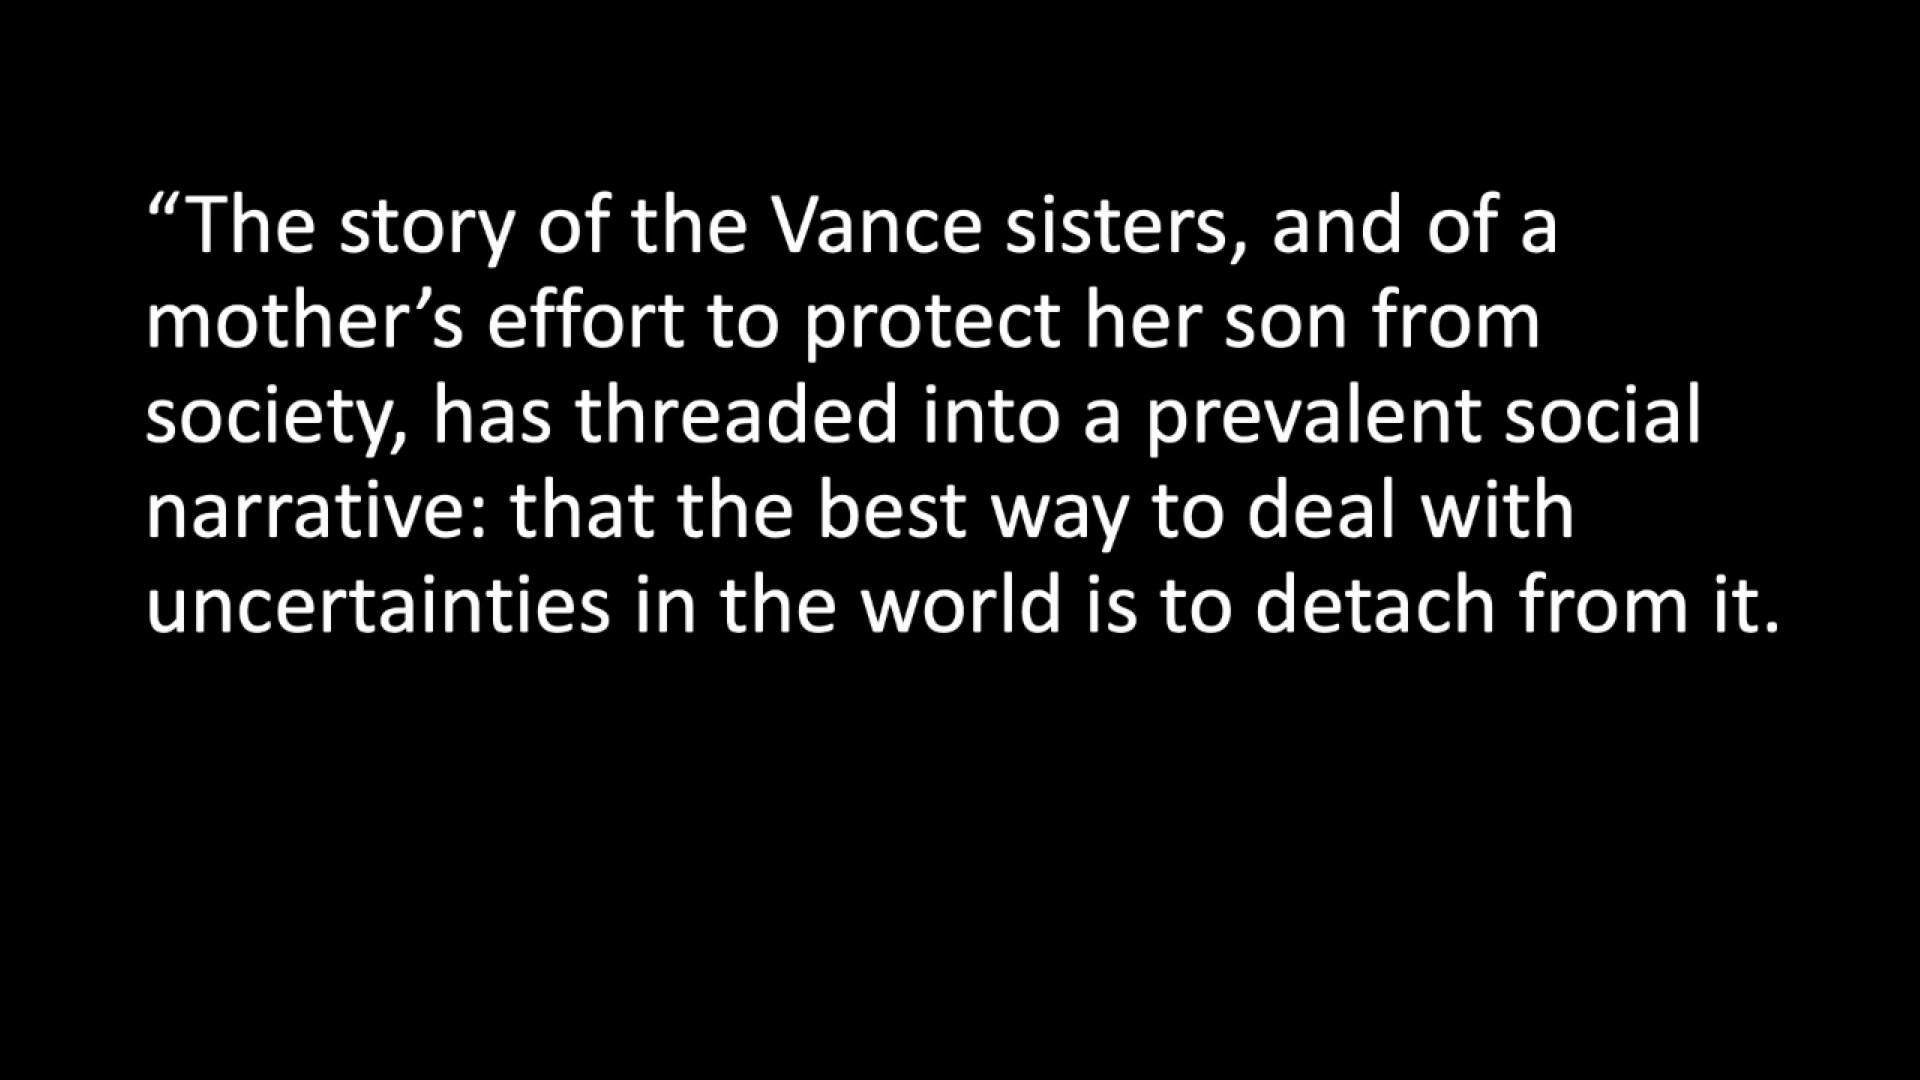 “The story of the Vance sisters, and of a
mother’s effort to protect her son from
society, has threaded into a prevalent social
narrative: that the best way to deal with
uncertainties in the world is to detach from it.